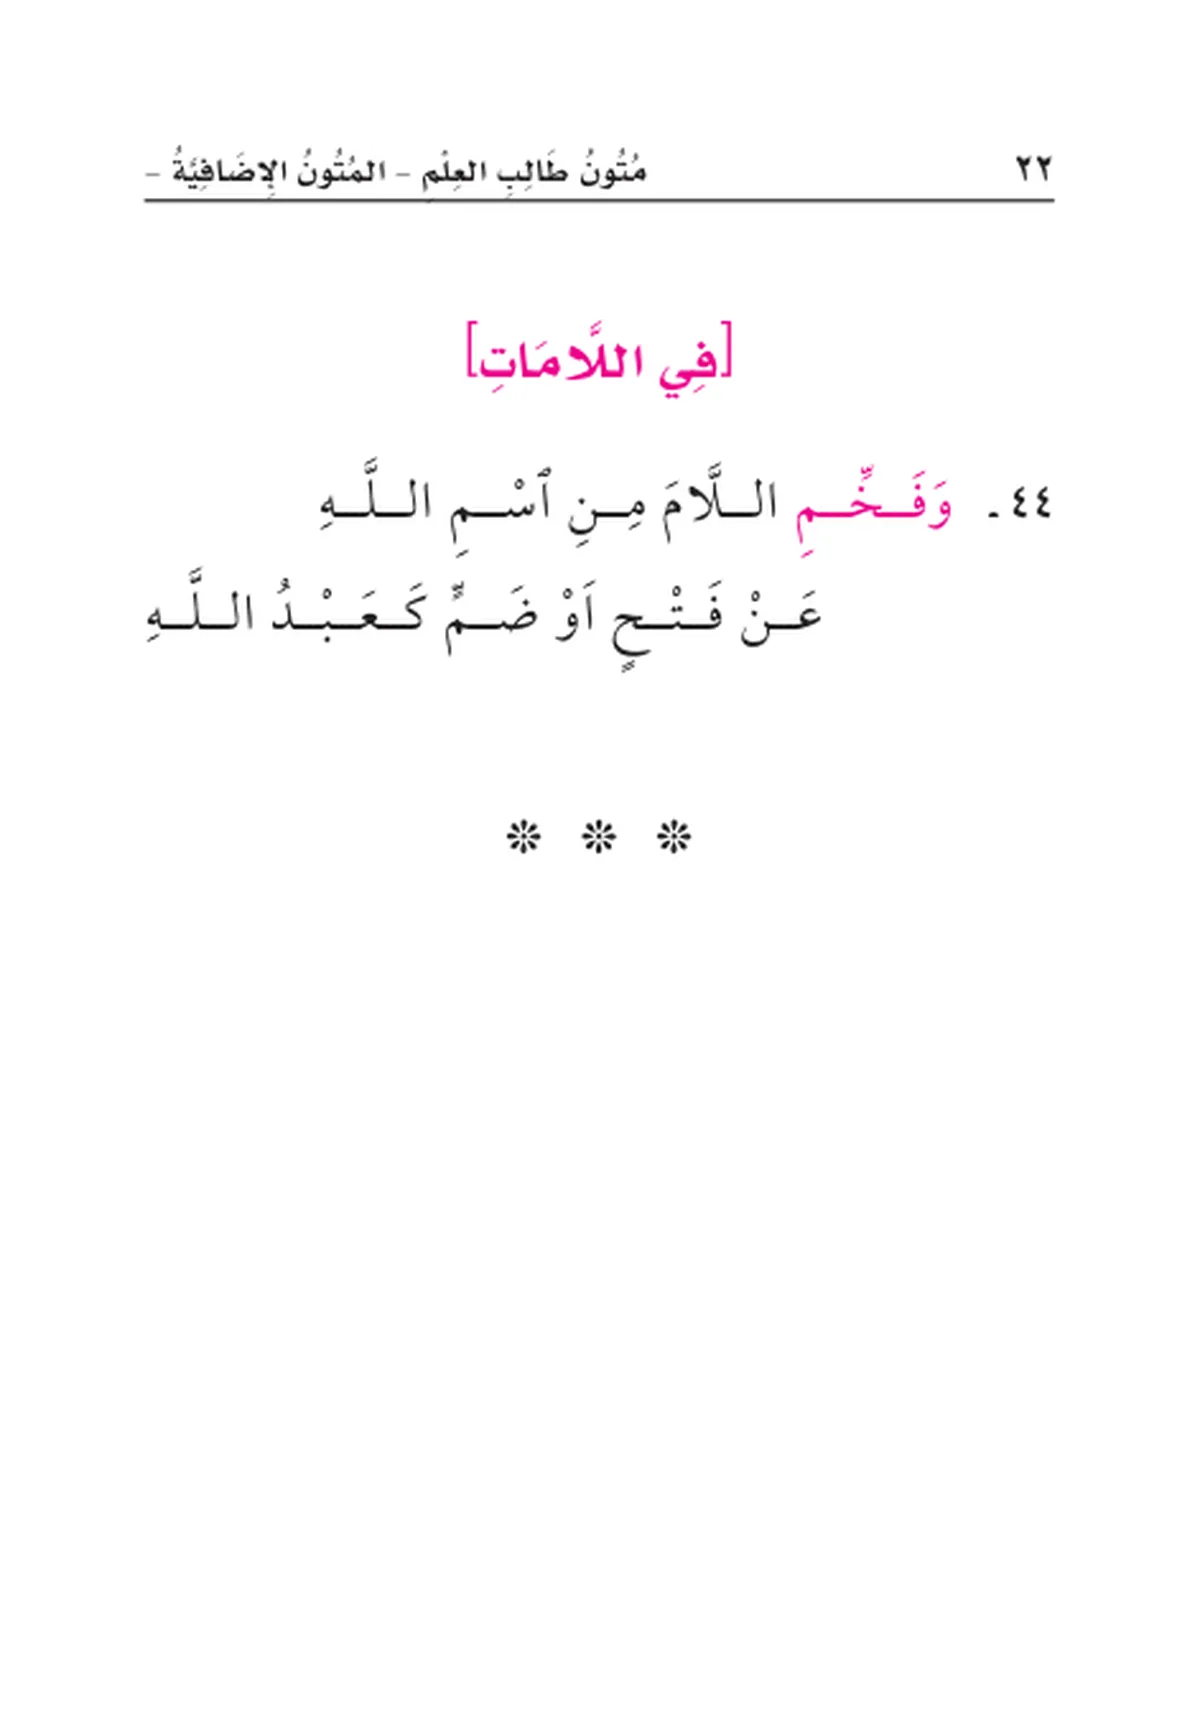 ٢٢ مُتُونُ طَالِبِ العِلْمِ - المُتُونُ الإِضَافِيَّةُ -
[فِي اللَّامَاتِ]
٤٤ - وَفَخِّمِ اللَّامَ مِنِ ٱسْمِ اللَّهِ
عَنْ فَتْحٍ اَوْ ضَمٍّ كَعَبْدُ اللَّهِ